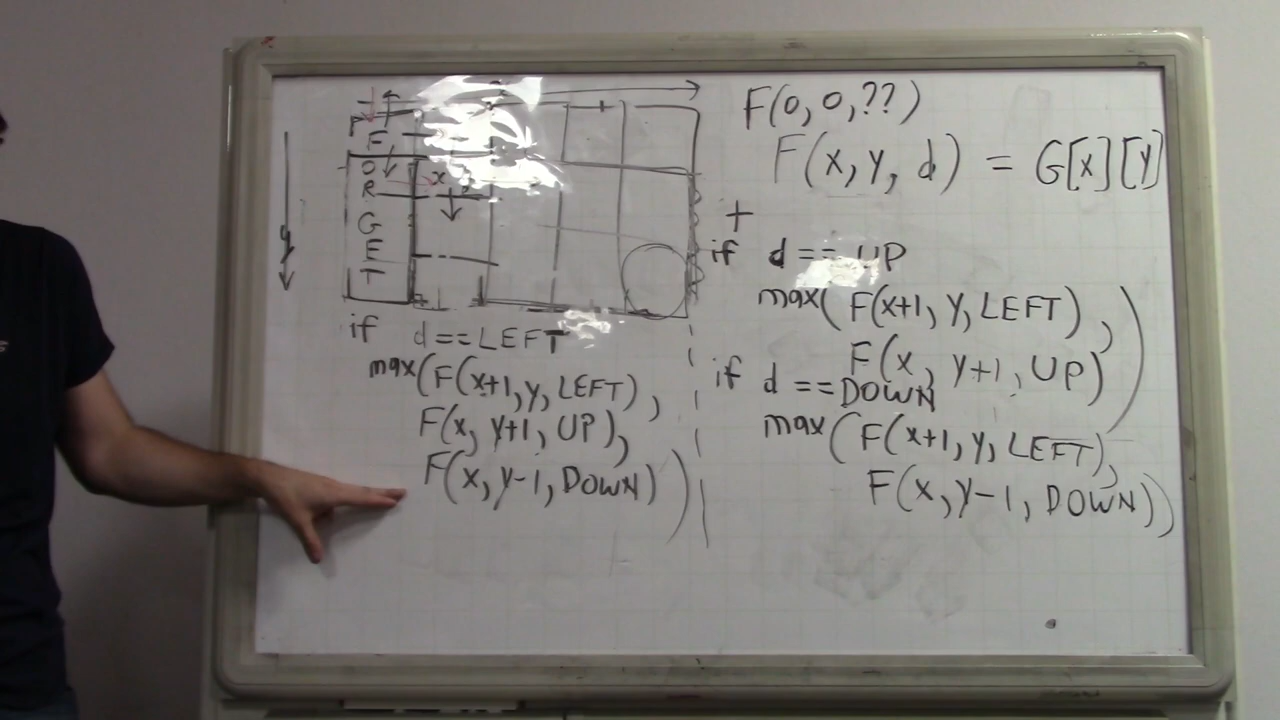 F(0, 0, ??)
F(x, y, d) = G[x][y]
+
if d == UP
max(F(x+1, y, LEFT),
F(x, y+1, UP))
if d == DOWN
max(F(x+1, y, LEFT),
F(x, y-1, DOWN))
F
O
R
G
E
T
x
y
if d == LEFT
max(F(x+1, y, LEFT),
F(x, y+1, UP),
F(x, y-1, DOWN))